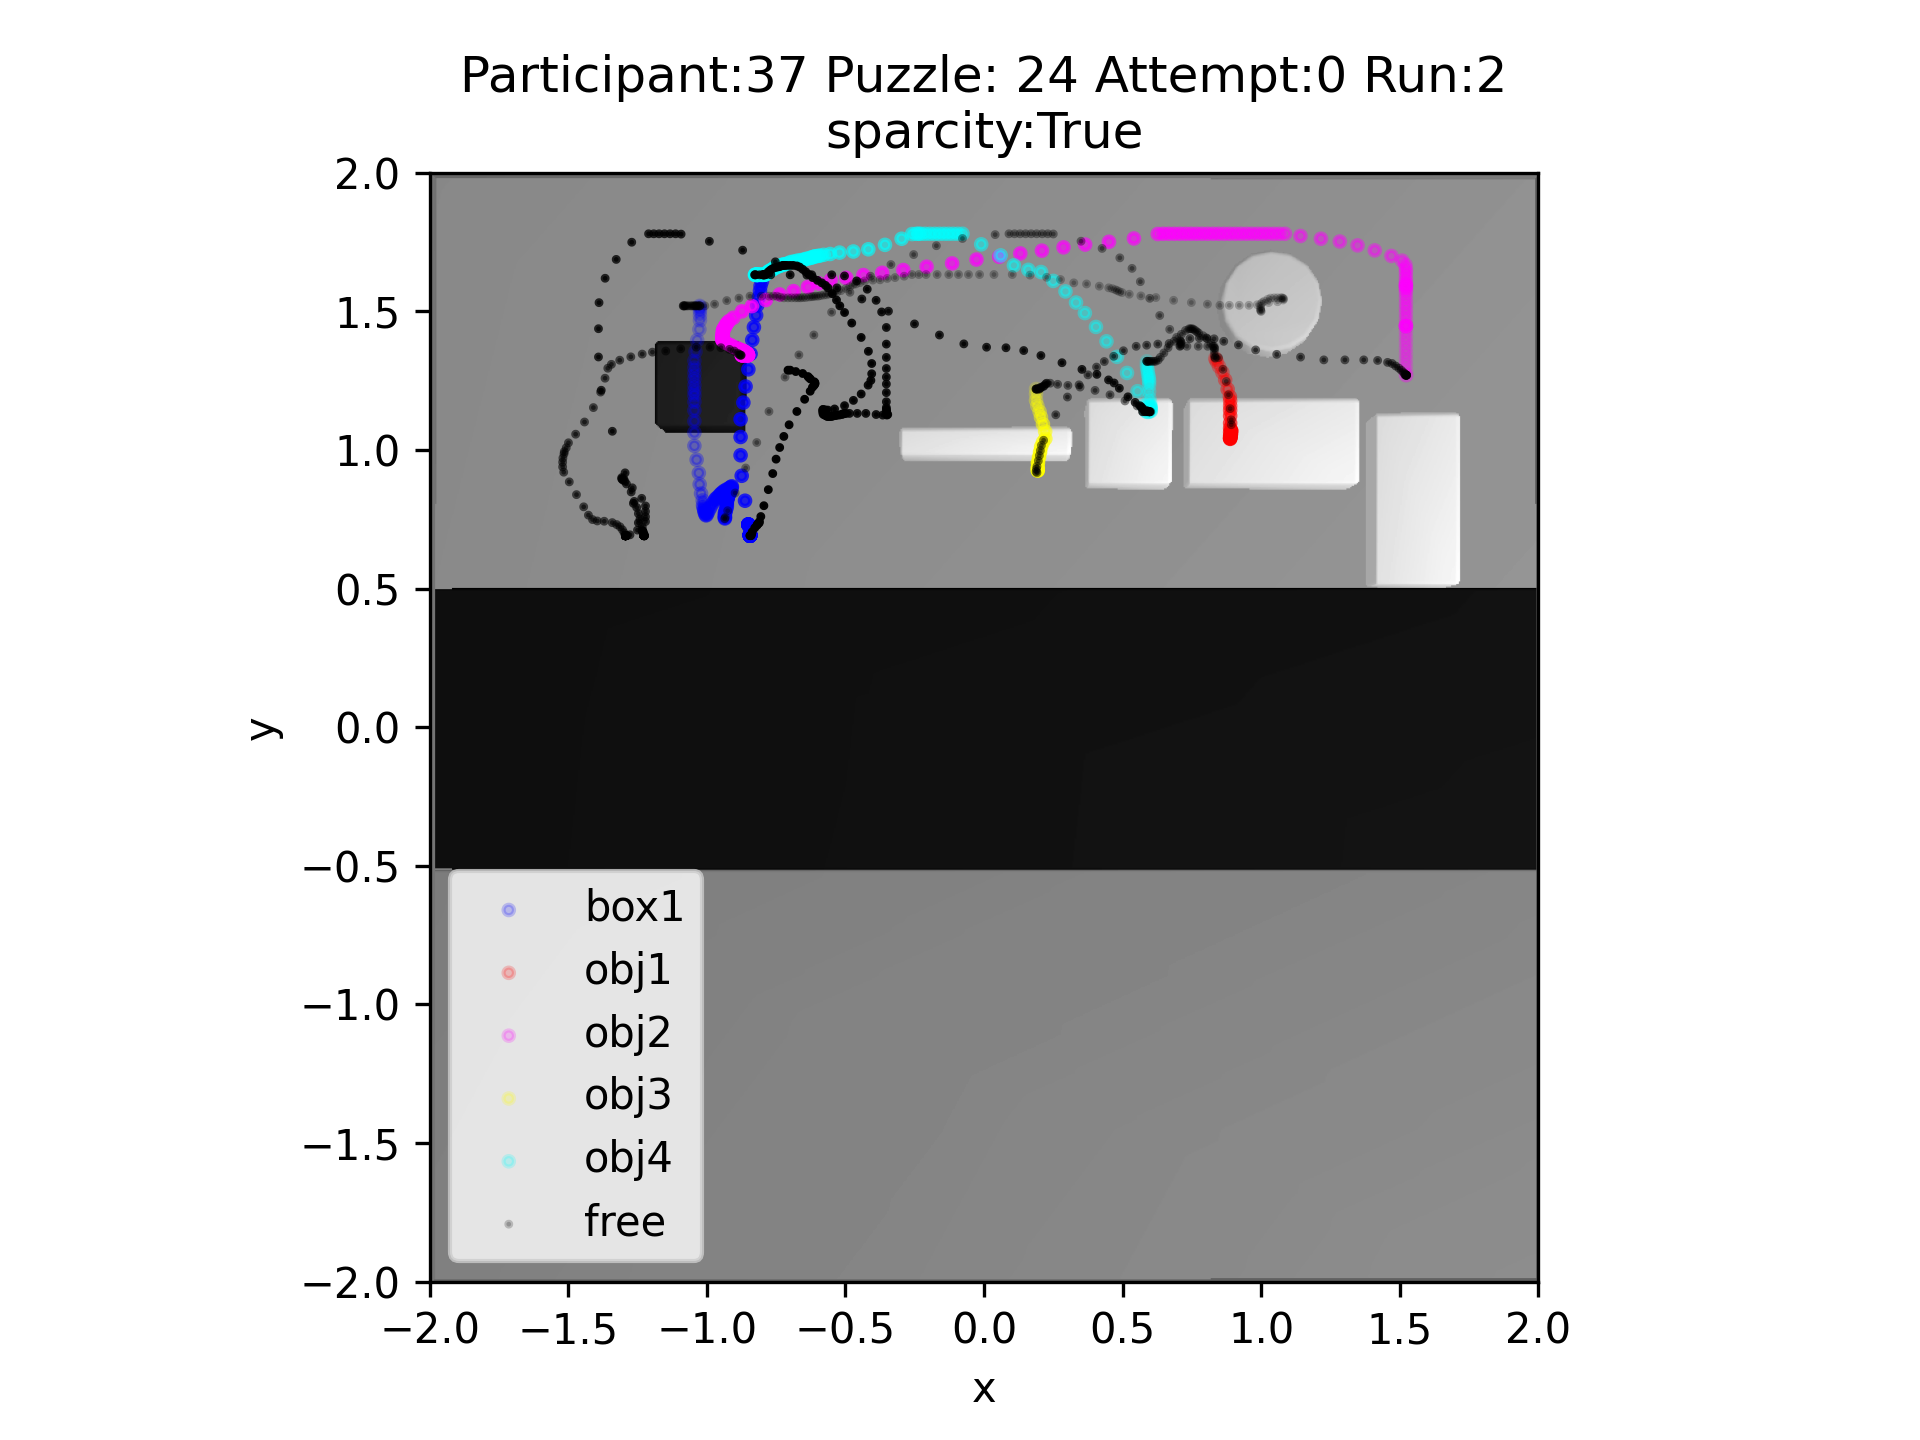 Participant:37 Puzzle: 24 Attempt:0 Run:2
sparcity:True
2.0
1.5
1.0
0.5
0.0
−0.5
−1.0
−1.5
−2.0
y
box1
obj1
obj2
obj3
obj4
free
−2.0 −1.5 −1.0 −0.5 0.0 0.5 1.0 1.5 2.0
x